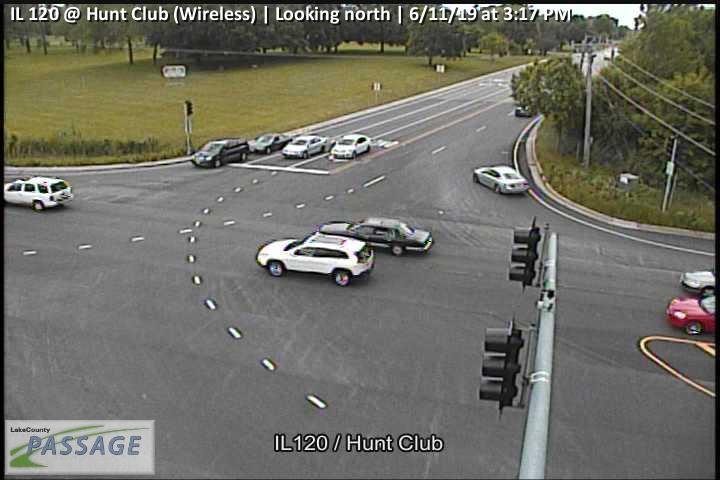 IL 120 @ Hunt Club (Wireless) | Looking north | 6/11/19 at 3:17 PM
LakeCounty
PASSAGE
IL120 / Hunt Club